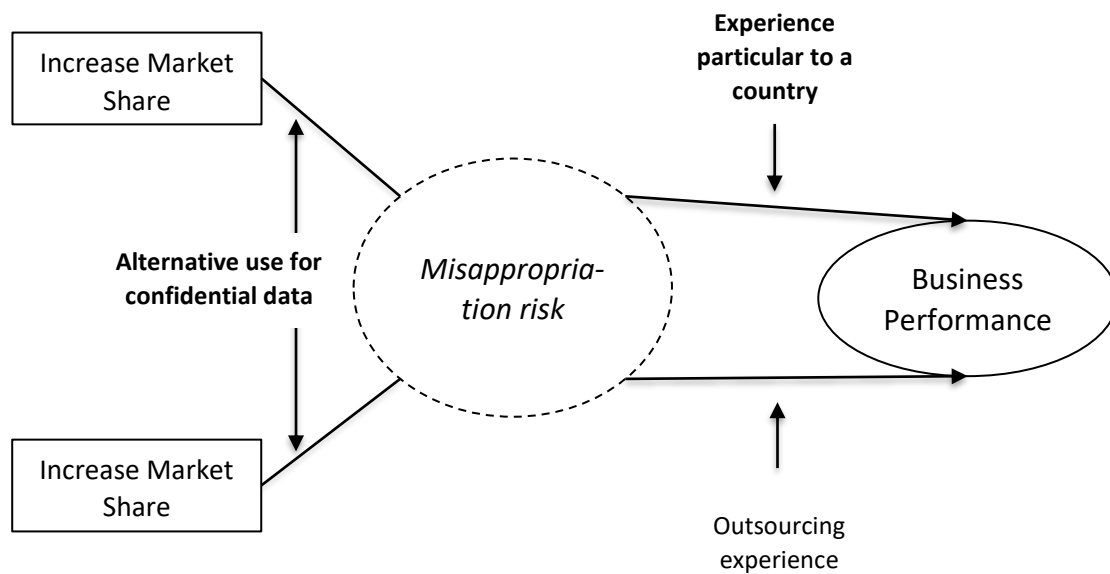 Increase Market
Share
Experience
particular to a
country
Alternative use for
confidential data
Misappropria-
tion risk
Business
Performance
Increase Market
Share
Outsourcing
experience